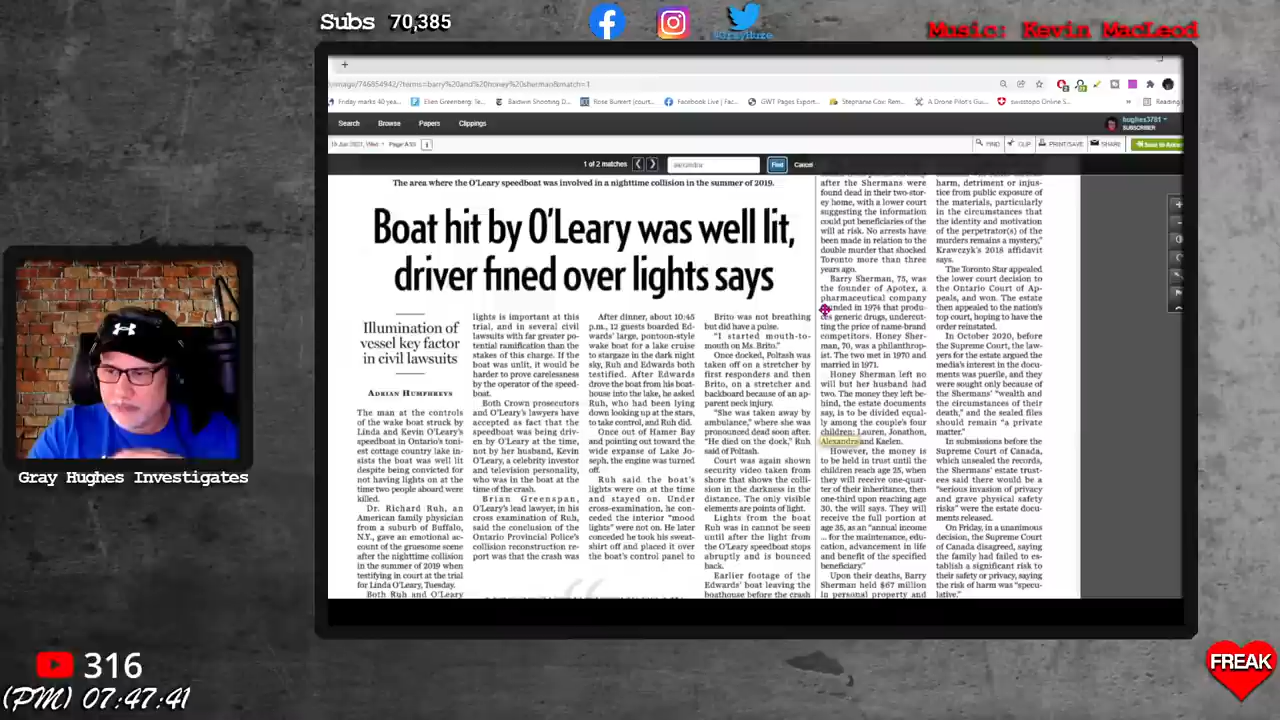 Subs 70,385
Music: Kevin MacLeod
Friday marks 40 yea...
Ellen Greenberg: Te...
Baldwin Shooting D...
Facebook Live | Fac...
GWT Pages Export...
Stephanie Cox: Rem...
A Drone Pilot's Gui...
swisstopo Online S...
Reading
Search Browse Papers Clippings
hughes3781
SUBSCRIBER
FIND CLIP PRINT/SAVE SHARE
1 of 2 matches alexandra Find Cancel
The area where the O'Leary speedboat was involved in a nighttime collision in the summer of 2019.
Boat hit by O'Leary was well lit,
driver fined over lights says
Illumination of
vessel key factor
in civil lawsuits
Adrian Humphreys
The man at the controls
of the wake boat struck by
Linda and Kevin O'Leary's
speedboat in Ontario's toni-
est cottage country lake in-
sists the boat was well lit
despite being convicted for
not having lights on at the
time two people aboard were
killed.
Dr. Richard Ruh, an
American family physician
from a suburb of Buffalo,
N.Y., gave an emotional ac-
count of the gruesome scene
after the nighttime collision
in the summer of 2019 when
testifying in court at the trial
for Linda O'Leary, Tuesday.
Both Ruh and O'Leary
lights is important at this
trial, and in several civil
lawsuits with far greater po-
tential ramification than the
stakes of this charge. If the
boat was unlit, it would be
harder to prove carelessness
by the operator of the speed-
boat.
Both Crown prosecutors
and O'Leary's lawyers have
accepted as fact that the
speedboat was being driv-
en by O'Leary at the time,
not by her husband, Kevin
O'Leary, a celebrity investor
and television personality,
who was in the boat at the
time of the crash.
Brian Greenspan,
O'Leary's lead lawyer, in his
cross examination of Ruh,
said the conclusion of the
Ontario Provincial Police's
collision reconstruction re-
port was that the crash was
After dinner, about 10:45
p.m., 12 guests boarded Ed-
wards' large, pontoon-style
wake boat for a lake cruise
to stargaze in the dark night
sky, Ruh and Edwards both
testified. After Edwards
drove the boat from his boat-
house into the lake, he asked
Ruh, who had been lying
down looking up at the stars,
to take control, and Ruh did.
Once out of Hamer Bay
and pointing out toward the
wide expanse of Lake Jo-
seph, the engine was turned
off.
Ruh said the boat's
lights were on at the time
and stayed on. Under
cross-examination, he con-
ceded the interior "mood
lights" were not on. He later
conceded he took his sweat-
shirt off and placed it over
the boat's control panel to
Brito was not breathing
but did have a pulse.
"I started mouth-to-
mouth on Ms. Brito."
Once docked, Poltash was
taken off on a stretcher by
first responders and then
Brito, on a stretcher and
backboard because of an ap-
parent neck injury.
"She was taken away by
ambulance," where she was
pronounced dead soon after.
"He died on the dock," Ruh
said of Poltash.
Court was again shown
security video taken from
shore that shows the colli-
sion in the darkness in the
distance. The only visible
elements are points of light.
Lights from the boat
Ruh was in cannot be seen
until after the light from
the O'Leary speedboat stops
abruptly and is bounced
back.
Earlier footage of the
Edwards' boat leaving the
boathouse before the crash
after the Shermans were
found dead in their two-stor-
ey home, with a lower court
suggesting the information
could put beneficiaries of the
will at risk. No arrests have
been made in relation to the
double murder that shocked
Toronto more than three
years ago.
Barry Sherman, 75, was
the founder of Apotex, a
pharmaceutical company
founded in 1974 that produ-
ces generic drugs, undercut-
ting the price of name-brand
competitors. Honey Sher-
man, 70, was a philanthrop-
ist. The two met in 1970 and
married in 1971.
Honey Sherman left no
will but her husband had
two. The money they left be-
hind, the estate documents
say, is to be divided equal-
ly among the couple's four
children: Lauren, Jonathon,
Alexandra and Kaelen.
However, the money is
to be held in trust until the
children reach age 25, when
they will receive one-quar-
ter of their inheritance, then
one-third upon reaching age
30, the will says. They will
receive the full portion at
age 35, as an "annual income
... for the maintenance, edu-
cation, advancement in life
and benefit of the specified
beneficiary."
Upon their deaths, Barry
Sherman held $67 million
in personal property and
harm, detriment or injus-
tice from public exposure of
the materials, particularly
in the circumstances that
the identity and motivation
of the perpetrator(s) of the
murders remains a mystery,"
Krawczyk's 2018 affidavit
says.
The Toronto Star appealed
the lower court decision to
the Ontario Court of Ap-
peals, and won. The estate
then appealed to the nation's
top court, hoping to have the
order reinstated.
In October 2020, before
the Supreme Court, the law-
yers for the estate argued the
media's interest in the docu-
ments was puerile, and they
were sought only because of
the Shermans' "wealth and
the circumstances of their
death," and the sealed files
should remain "a private
matter."
In submissions before the
Supreme Court of Canada,
which unsealed the records,
the Shermans' estate trust-
ees said there would be a
"serious invasion of privacy
and grave physical safety
risks" were the estate docu-
ments released.
On Friday, in a unanimous
decision, the Supreme Court
of Canada disagreed, saying
the family had failed to es-
tablish a significant risk to
their safety or privacy, saying
the risk of harm was "specu-
lative."
Gray Hughes Investigates
316
(PM) 07:47:41
FREAK